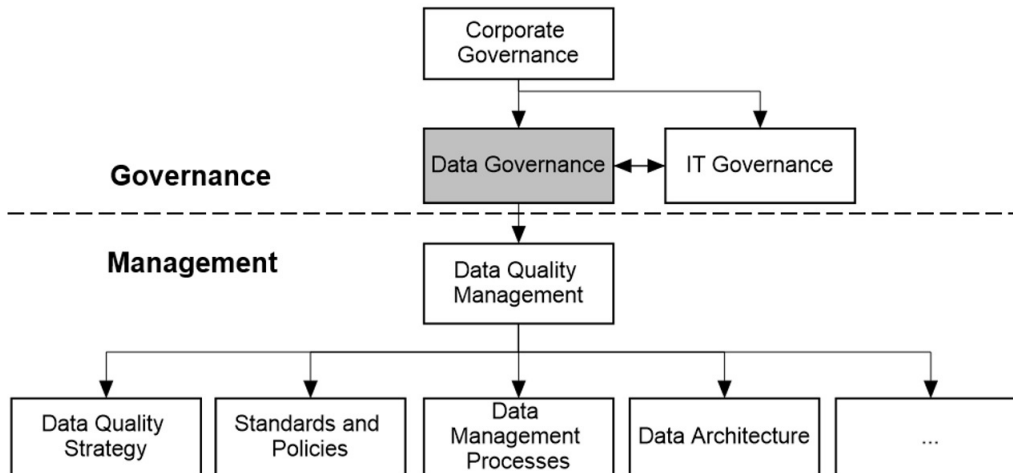 Corporate
Governance
Data Governance
IT Governance
Governance
Management
Data Quality
Management
Data Quality
Strategy
Standards and
Policies
Data
Management
Processes
Data Architecture
...